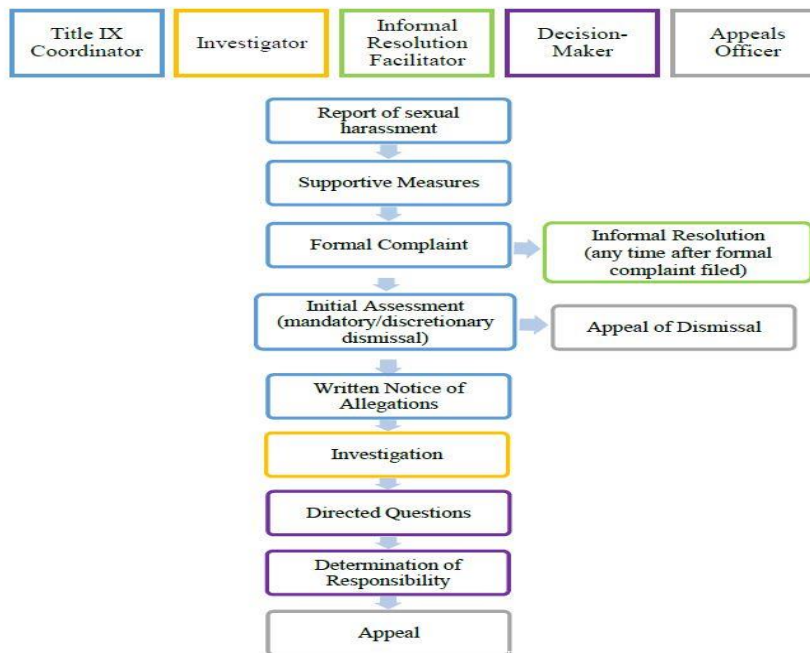 Title IX
Coordinator
Investigator
Informal
Resolution
Facilitator
Decision-
Maker
Appeals
Officer
Report of sexual
harassment
Supportive Measures
Formal Complaint
Informal Resolution
(any time after formal
complaint filed)
Initial Assessment
(mandatory/discretionary
dismissal)
Appeal of Dismissal
Written Notice of
Allegations
Investigation
Directed Questions
Determination of
Responsibility
Appeal